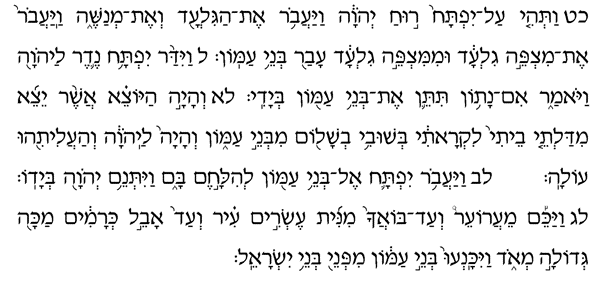 כט וַתְּהִ֤י עַל־יִפְתָּח֙ ר֣וּחַ יְהוָ֔ה וַיַּעֲבֹ֥ר אֶת־הַגִּלְעָ֖ד וְאֶת־מְנַשֶּׁ֑ה וַֽיַּעֲבֹר֙
אֶת־מִצְפֵּ֣ה גִלְעָ֔ד וּמִמִּצְפֵּ֣ה גִלְעָ֔ד עָבַ֖ר בְּנֵ֥י עַמּֽוֹן׃ ל וַיִּדַּ֨ר יִפְתָּ֥ח נֶ֛דֶר לַיהוָ֖ה
וַיֹּאמַ֑ר אִם־נָת֥וֹן תִּתֵּ֛ן אֶת־בְּנֵ֥י עַמּ֖וֹן בְּיָדִֽי׃ לא וְהָיָ֣ה הַיּוֹצֵ֗א אֲשֶׁ֨ר יֵצֵ֜א
מִדַּלְתֵ֤י בֵיתִי֙ לִקְרָאתִ֔י בְּשׁוּבִ֥י בְשָׁל֖וֹם מִבְּנֵ֣י עַמּ֑וֹן וְהָיָה֙ לַֽיהוָ֔ה וְהַעֲלִיתִ֖הוּ
עוֹלָֽה׃ לב וַיַּעֲבֹ֥ר יִפְתָּ֛ח אֶל־בְּנֵ֥י עַמּ֖וֹן לְהִלָּ֣חֶם בָּ֑ם וַיִּתְּנֵ֥ם יְהוָ֖ה בְּיָדֽוֹ׃
לג וַיַּכֵּ֡ם מֵעֲרוֹעֵר֩ וְעַד־בּוֹאֲךָ֨ מִנִּ֜ית עֶשְׂרִ֣ים עִ֗יר וְעַד֙ אָבֵ֣ל כְּרָמִ֔ים מַכָּ֖ה
גְּדוֹלָ֣ה מְאֹ֑ד וַיִּכָּֽנְעוּ֙ בְּנֵ֣י עַמּ֔וֹן מִפְּנֵ֖י בְּנֵ֥י יִשְׂרָאֵֽל׃